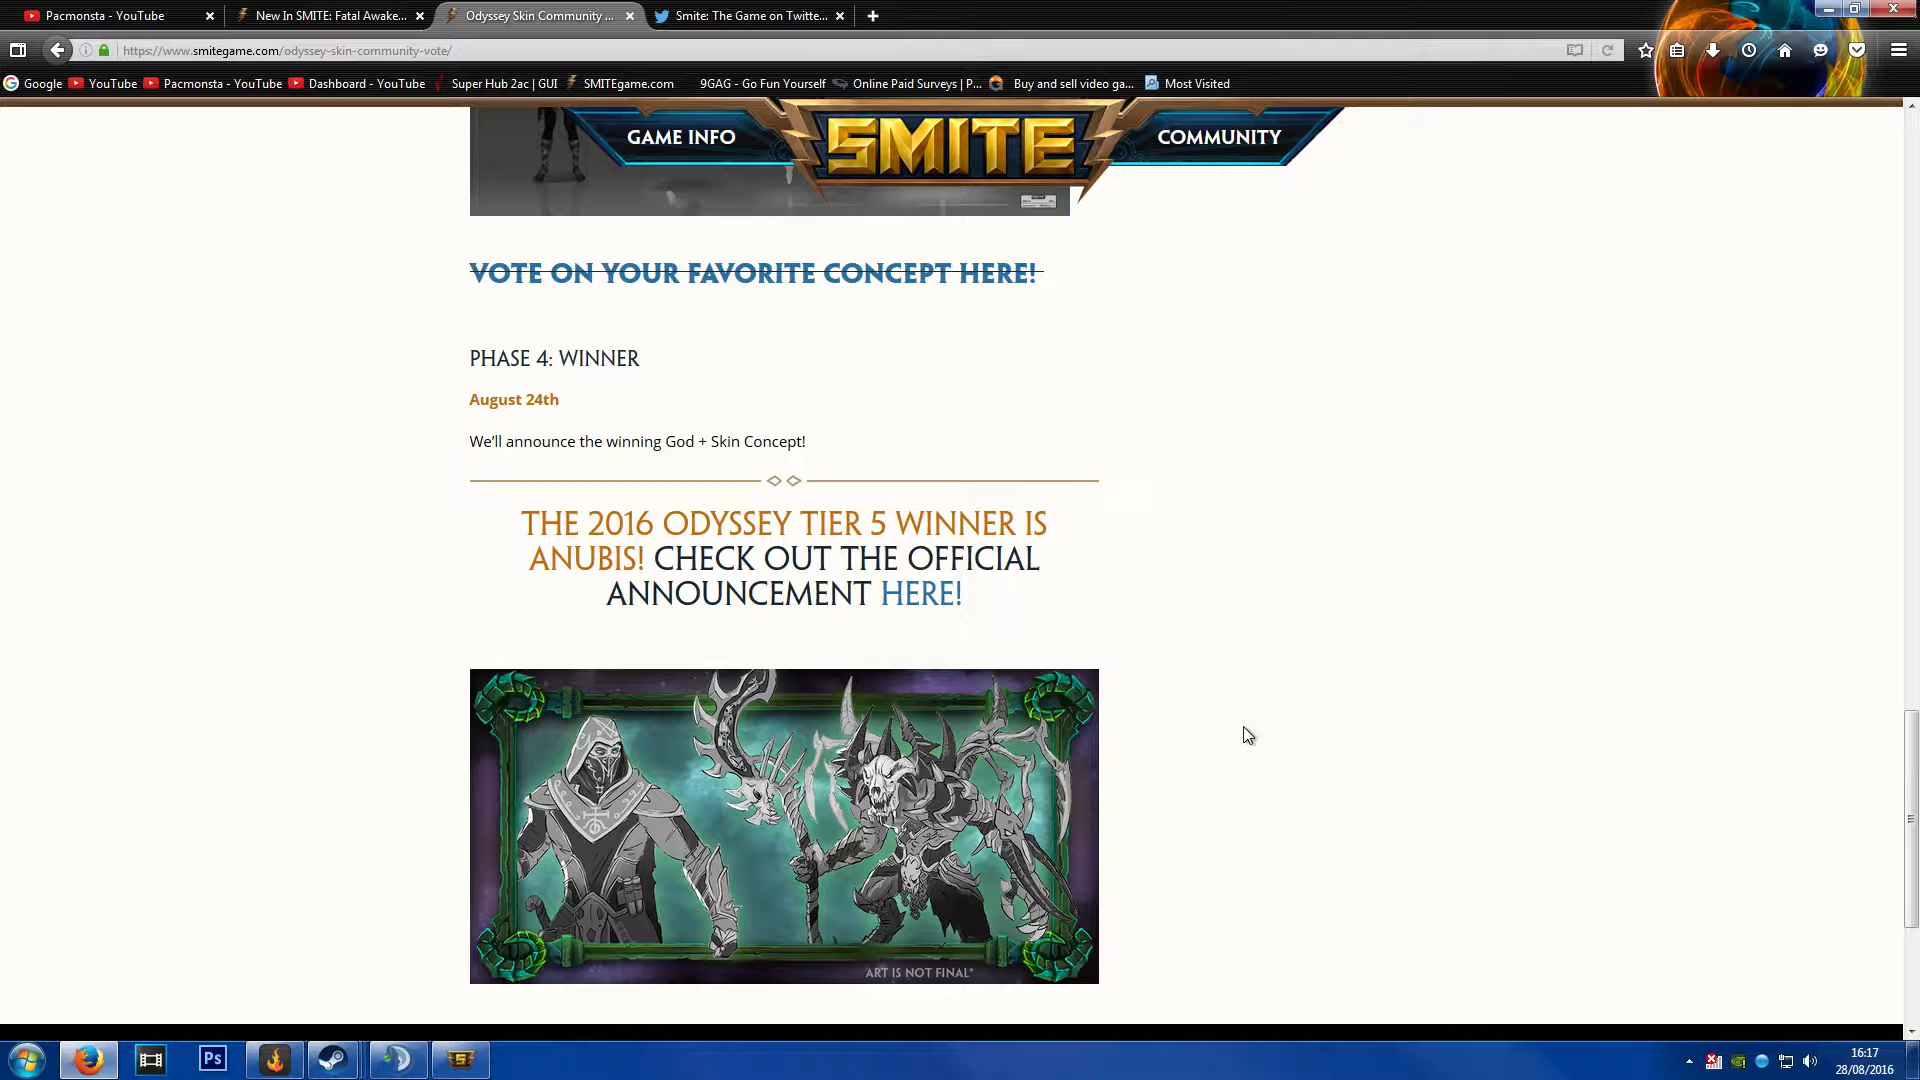 Pacmonsta - YouTube
New In SMITE: Fatal Awake...
Odyssey Skin Community ...
Smite: The Game on Twitte...
https://www.smitegame.com/odyssey-skin-community-vote/
Google
YouTube
Pacmonsta - YouTube
Dashboard - YouTube
Super Hub 2ac | GUI
SMITEgame.com
9GAG - Go Fun Yourself
Online Paid Surveys | P...
Buy and sell video ga...
Most Visited
GAME INFO
SMITE
COMMUNITY
VOTE ON YOUR FAVORITE CONCEPT HERE!
PHASE 4: WINNER
August 24th
We'll announce the winning God + Skin Concept!
THE 2016 ODYSSEY TIER 5 WINNER IS
ANUBIS! CHECK OUT THE OFFICIAL
ANNOUNCEMENT HERE!
ART IS NOT FINAL*
Ps
16:17
28/08/2016